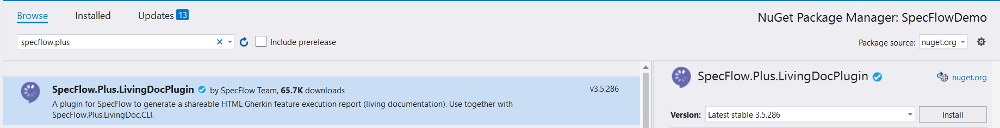 Browse Installed Updates 13
NuGet Package Manager: SpecFlowDemo
specflow.plus
Include prerelease
Package source: nuget.org
SpecFlow.Plus.LivingDocPlugin by SpecFlow Team, 65.7K downloads
v3.5.286
A plugin for SpecFlow to generate a shareable HTML Gherkin feature execution report (living documentation). Use together with
SpecFlow.Plus.LivingDoc.CLI.
SpecFlow.Plus.LivingDocPlugin
nuget.org
Version: Latest stable 3.5.286
Install